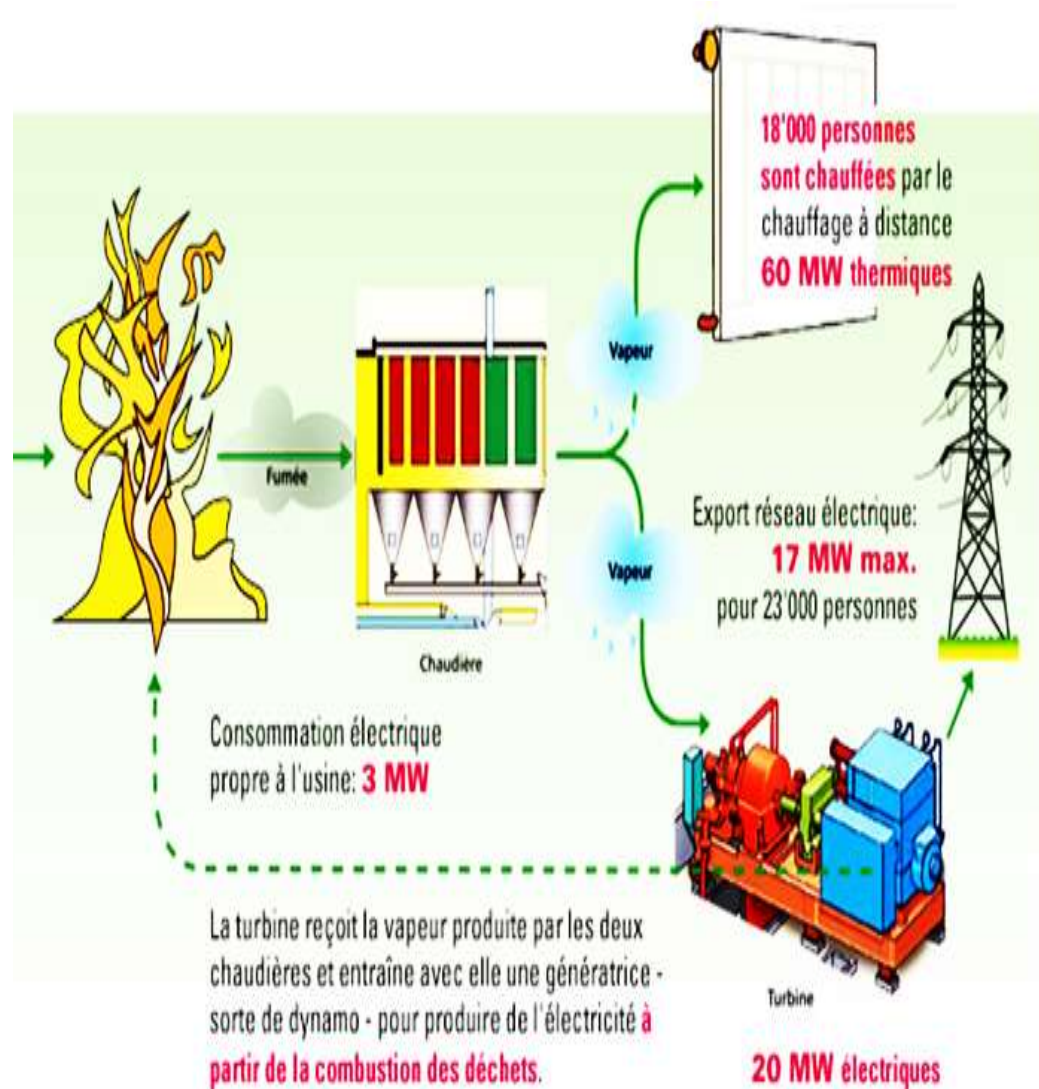 18'000 personnes
sont chauffées par le
chauffage à distance
60 MW thermiques
Vapeur
Fumée
Export réseau électrique:
17 MW max.
pour 23'000 personnes
Vapeur
Chaudière
Consommation électrique
propre à l'usine: 3 MW
La turbine reçoit la vapeur produite par les deux
chaudières et entraîne avec elle une génératrice -
sorte de dynamo - pour produire de l'électricité à
partir de la combustion des déchets.
Turbine
20 MW électriques